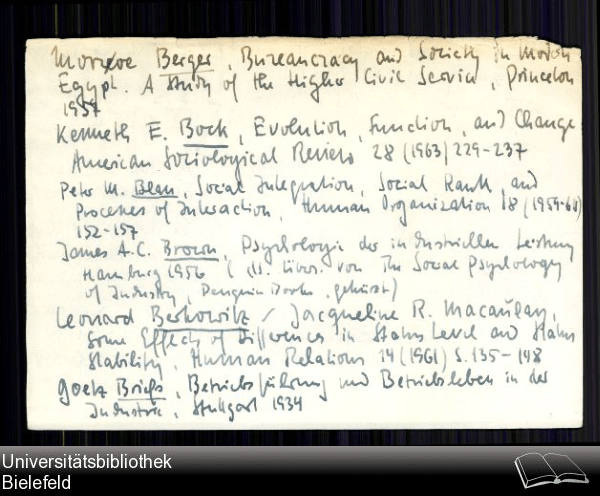 Monroe Berger, Bureaucracy and Society in Modern
Egypt. A Study of the Higher Civil Service, Princeton
1957
Kenneth E. Bock, Evolution, Function, and Change
American Sociological Review 28 (1963) 229-237
Peter M. Blau, Social Integration, Social Rank, and
Processes of Interaction, Human Organization 18 (1959-60)
152-157
James A.C. Brown, Psychologie der industriellen Leistung
Hamburg 1956 (dt. Übers. von The Social Psychology
of Industry, Penguin Books, gekürzt)
Leonard Berkowitz / Jacqueline R. Macaulay,
Some Effects of Differences in Status Level and Status
Stability, Human Relations 14 (1961) S. 135-148
Goetz Briefs, Betriebsführung und Betriebsleben in der
Industrie, Stuttgart 1934
Universitätsbibliothek
Bielefeld